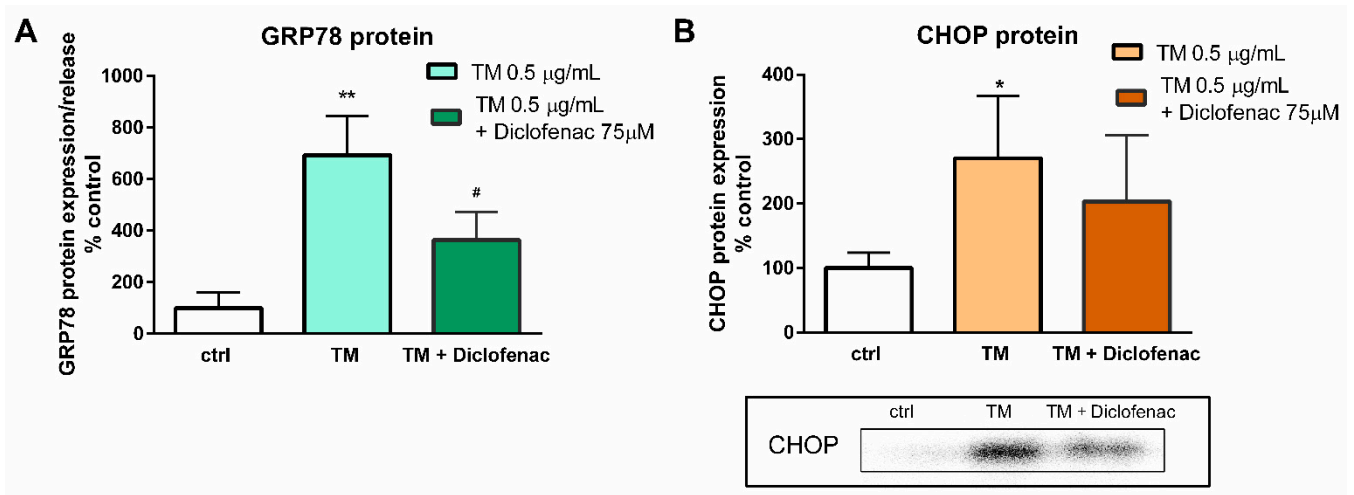 A
GRP78 protein
GRP78 protein expression/release
% control
1000
800
600
400
200
0
**
#
TM 0.5 μg/mL
TM 0.5 μg/mL
+ Diclofenac 75μM
ctrl
TM
TM + Diclofenac
B
CHOP protein
CHOP protein expression
% control
400
300
200
100
0
*
TM 0.5 μg/mL
TM 0.5 μg/mL
+ Diclofenac 75μM
ctrl
TM
TM + Diclofenac
ctrl
TM
TM + Diclofenac
CHOP